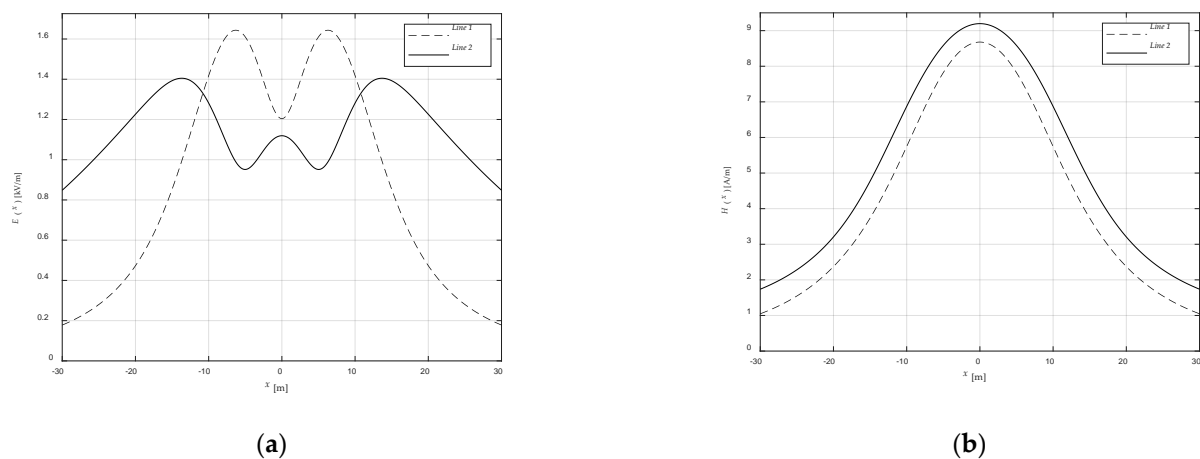 1.6
1.4
1.2
1
0.8
0.6
0.4
0.2
0
-30 -20 -10 0 10 20 30
x [m]
E (x) [kV/m]
Line 1
Line 2
(a)
9
8
7
6
5
4
3
2
1
0
-30 -20 -10 0 10 20 30
x [m]
H (x) [A/m]
Line 1
Line 2
(b)